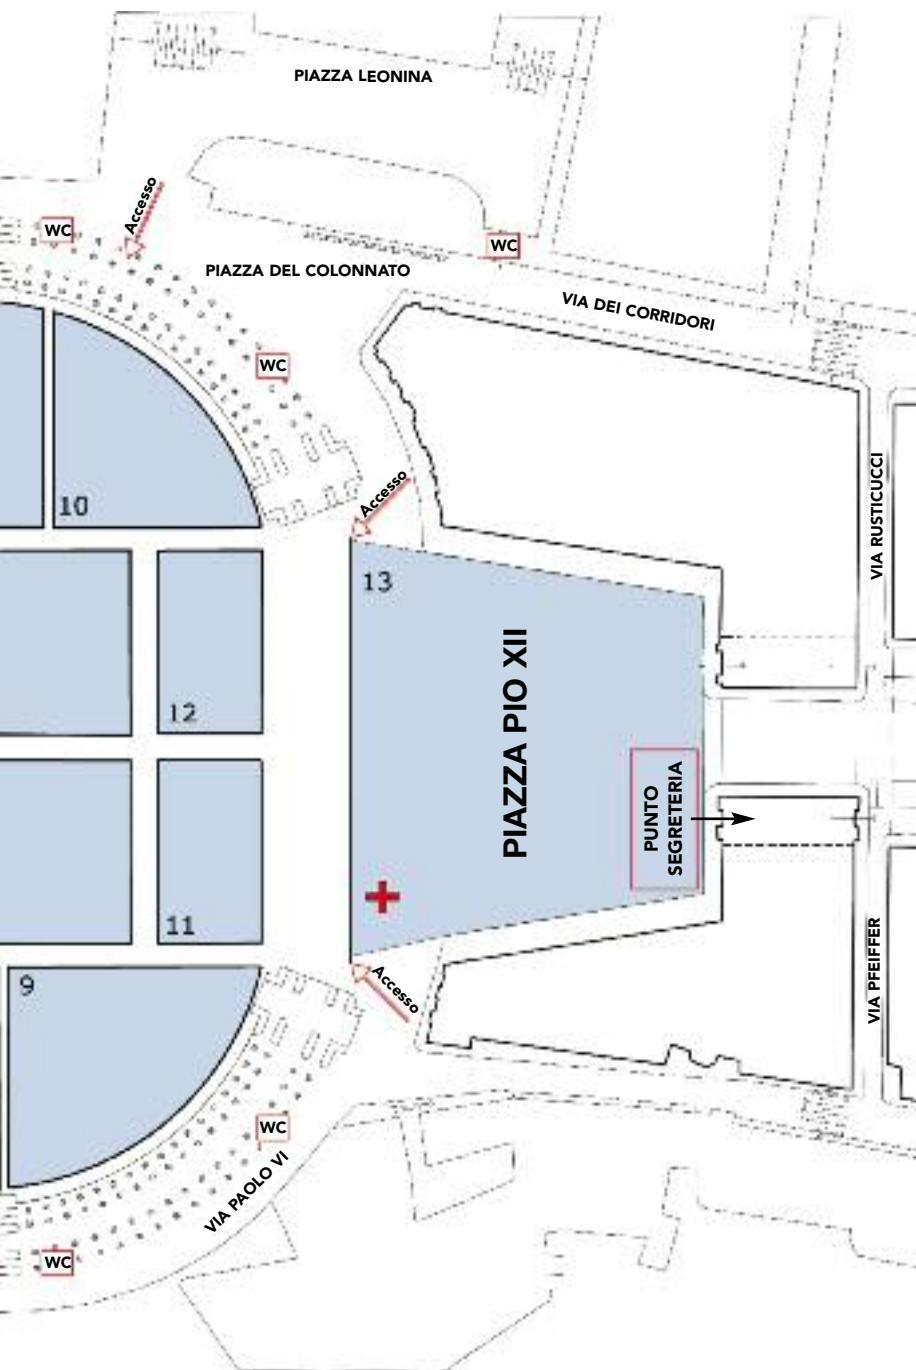 PIAZZA LEONINA
Accesso
WC
WC
PIAZZA DEL COLONNATO
VIA DEI CORRIDORI
WC
10
Accesso
VIA RUSTICUCCI
13
PIAZZA PIO XII
12
PUNTO
SEGRETERIA
11
9
Accesso
VIA PFEIFFER
WC
VIA PAOLO VI
WC